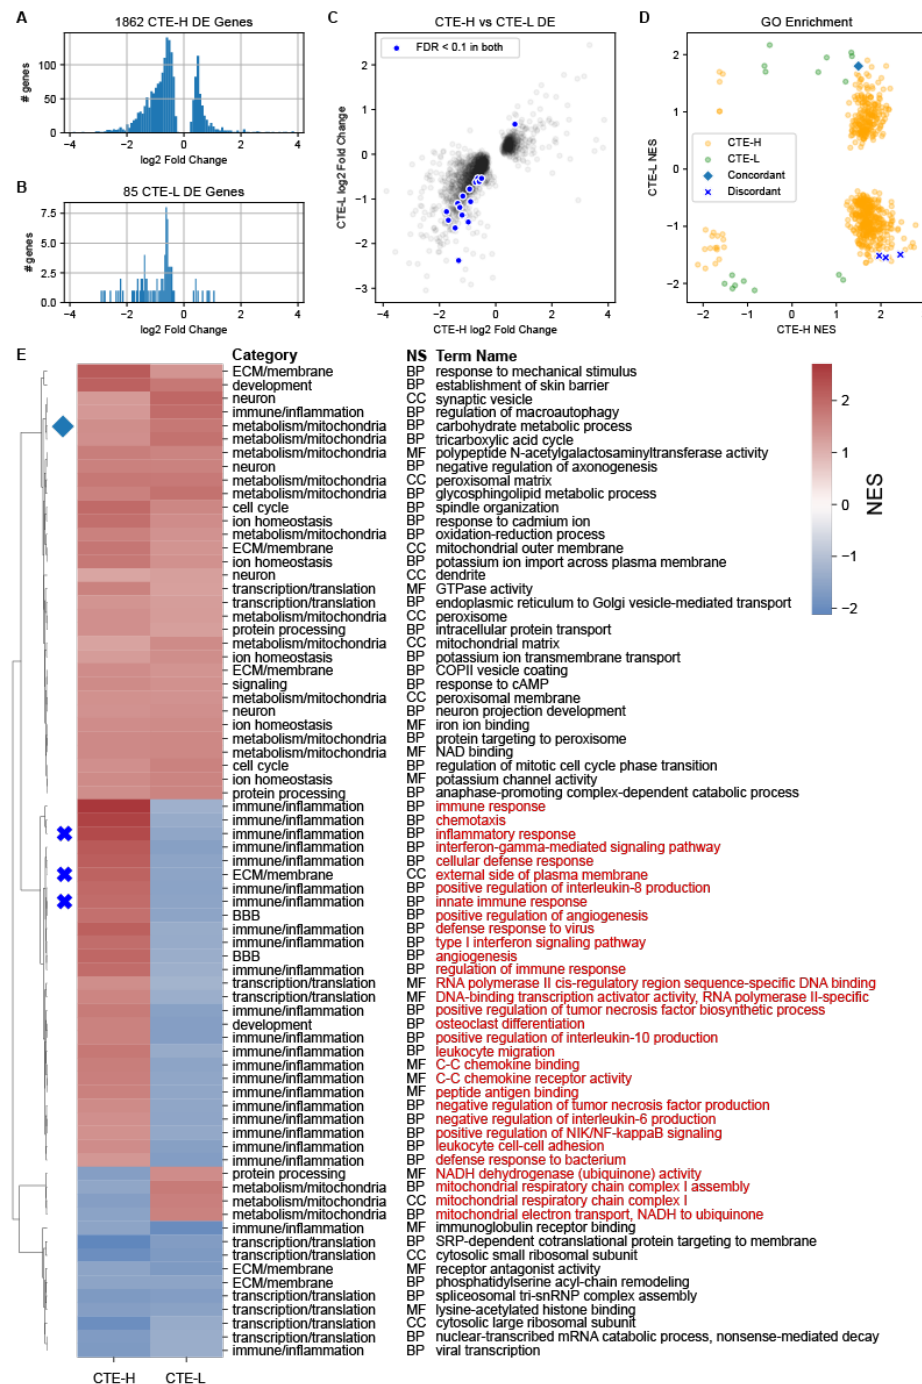 A
1862 CTE-H DE Genes
# genes
100
50
0
−4 −2 0 2 4
log2 Fold Change
B
85 CTE-L DE Genes
# genes
7.5
5.0
2.5
0.0
−4 −2 0 2 4
log2 Fold Change
C
CTE-H vs CTE-L DE
FDR < 0.1 in both
CTE-L log2 Fold Change
2
1
0
−1
−2
−3
−4 −2 0 2 4
CTE-H log2 Fold Change
D
GO Enrichment
CTE-L NES
2
1
0
−1
−2
CTE-H
CTE-L
Concordant
Discordant
−2 −1 0 1 2
CTE-H NES
E
Category NS Term Name
ECM/membrane BP response to mechanical stimulus
development BP establishment of skin barrier
neuron CC synaptic vesicle
immune/inflammation BP regulation of macroautophagy
metabolism/mitochondria BP carbohydrate metabolic process
metabolism/mitochondria BP tricarboxylic acid cycle
metabolism/mitochondria MF polypeptide N-acetylgalactosaminyltransferase activity
neuron BP negative regulation of axonogenesis
metabolism/mitochondria CC peroxisomal matrix
metabolism/mitochondria BP glycosphingolipid metabolic process
cell cycle BP spindle organization
ion homeostasis BP response to cadmium ion
metabolism/mitochondria BP oxidation-reduction process
ECM/membrane CC mitochondrial outer membrane
ion homeostasis BP potassium ion import across plasma membrane
neuron CC dendrite
transcription/translation MF GTPase activity
transcription/translation BP endoplasmic reticulum to Golgi vesicle-mediated transport
metabolism/mitochondria CC peroxisome
protein processing BP intracellular protein transport
metabolism/mitochondria CC mitochondrial matrix
ion homeostasis BP potassium ion transmembrane transport
ECM/membrane BP COPII vesicle coating
signaling BP response to cAMP
metabolism/mitochondria CC peroxisomal membrane
neuron BP neuron projection development
ion homeostasis MF iron ion binding
metabolism/mitochondria BP protein targeting to peroxisome
metabolism/mitochondria MF NAD binding
cell cycle BP regulation of mitotic cell cycle phase transition
ion homeostasis MF potassium channel activity
protein processing BP anaphase-promoting complex-dependent catabolic process
immune/inflammation BP immune response
immune/inflammation BP chemotaxis
immune/inflammation BP inflammatory response
immune/inflammation BP interferon-gamma-mediated signaling pathway
immune/inflammation BP cellular defense response
ECM/membrane CC external side of plasma membrane
immune/inflammation BP positive regulation of interleukin-8 production
immune/inflammation BP innate immune response
BBB BP positive regulation of angiogenesis
immune/inflammation BP defense response to virus
immune/inflammation BP type I interferon signaling pathway
BBB BP angiogenesis
immune/inflammation BP regulation of immune response
transcription/translation MF RNA polymerase II cis-regulatory region sequence-specific DNA binding
transcription/translation MF DNA-binding transcription activator activity, RNA polymerase II-specific
immune/inflammation BP positive regulation of tumor necrosis factor biosynthetic process
development BP osteoclast differentiation
immune/inflammation BP positive regulation of interleukin-10 production
immune/inflammation BP leukocyte migration
immune/inflammation MF C-C chemokine binding
immune/inflammation MF C-C chemokine receptor activity
immune/inflammation MF peptide antigen binding
immune/inflammation BP negative regulation of tumor necrosis factor production
immune/inflammation BP negative regulation of interleukin-6 production
immune/inflammation BP positive regulation of NIK/NF-kappaB signaling
immune/inflammation BP leukocyte cell-cell adhesion
immune/inflammation BP defense response to bacterium
protein processing MF NADH dehydrogenase (ubiquinone) activity
metabolism/mitochondria BP mitochondrial respiratory chain complex I assembly
metabolism/mitochondria CC mitochondrial respiratory chain complex I
metabolism/mitochondria BP mitochondrial electron transport, NADH to ubiquinone
immune/inflammation MF immunoglobulin receptor binding
transcription/translation BP SRP-dependent cotranslational protein targeting to membrane
transcription/translation CC cytosolic small ribosomal subunit
ECM/membrane MF receptor antagonist activity
ECM/membrane BP phosphatidylserine acyl-chain remodeling
transcription/translation BP spliceosomal tri-snRNP complex assembly
transcription/translation MF lysine-acetylated histone binding
transcription/translation CC cytosolic large ribosomal subunit
transcription/translation BP nuclear-transcribed mRNA catabolic process, nonsense-mediated decay
immune/inflammation BP viral transcription
CTE-H CTE-L
2
1
0
−1
−2
NES